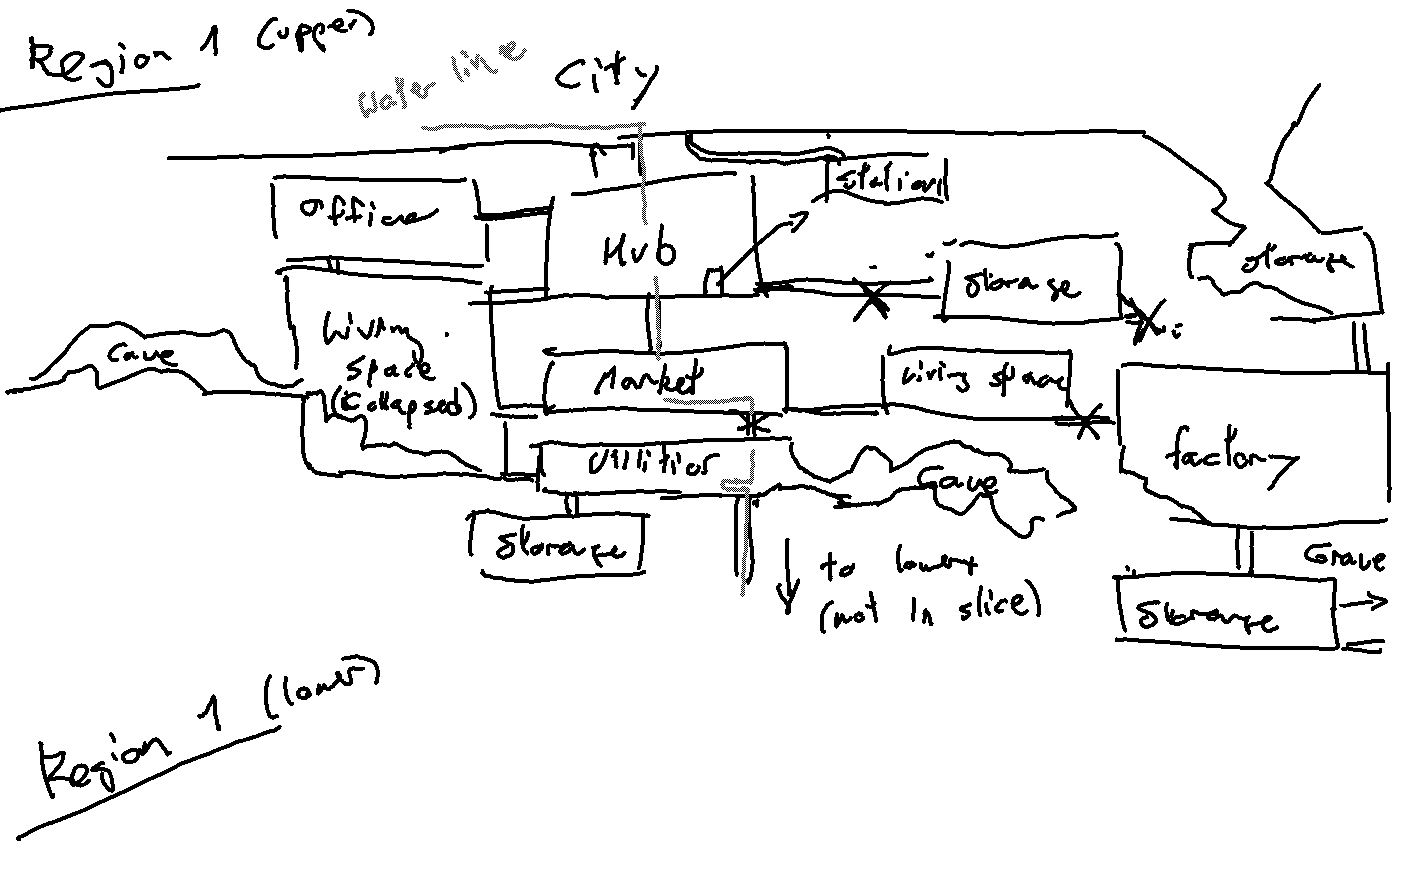 Region 1 (upper)
Water line
City
Office
Hub
Station
Storage
Storage
Cave
Living
space
(Collapsed)
Market
Living space
Factory
Utilities
Cave
Storage
to lower
(not in slice)
Grave
Storage
Region 1 (lower)